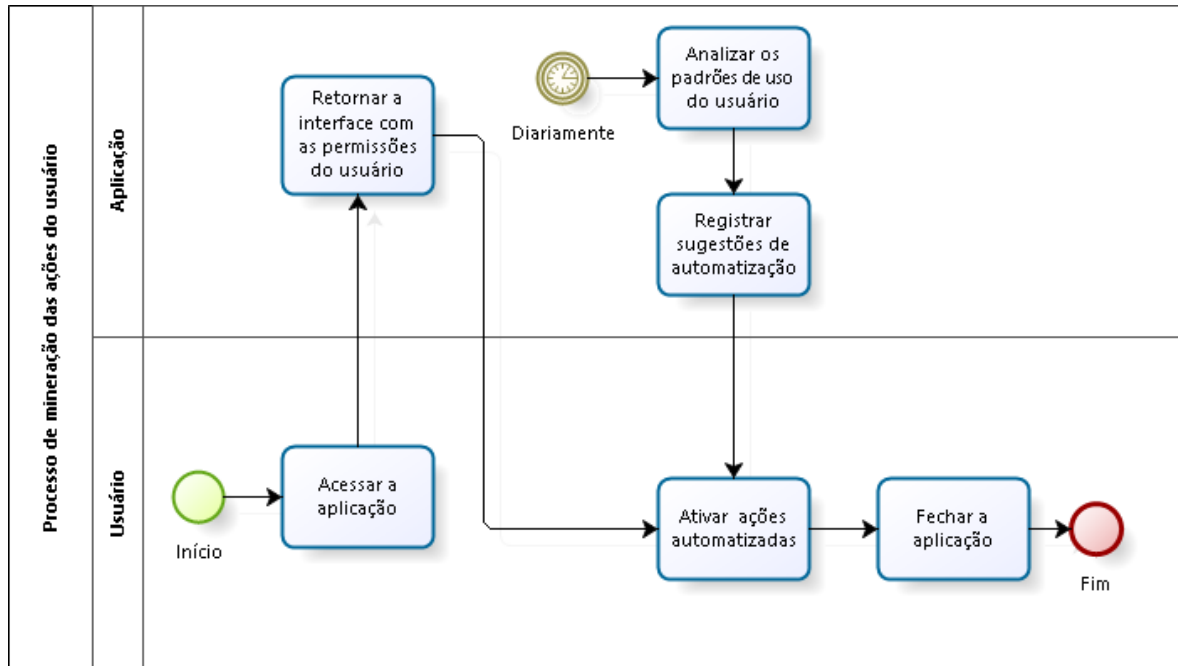 Processo de mineração das ações do usuário
Aplicação
Retornar a
interface com
as permissões
do usuário
Diariamente
Analizar os
padrões de uso
do usuário
Registrar
sugestões de
automatização
Usuário
Início
Acessar a
aplicação
Ativar ações
automatizadas
Fechar a
aplicação
Fim